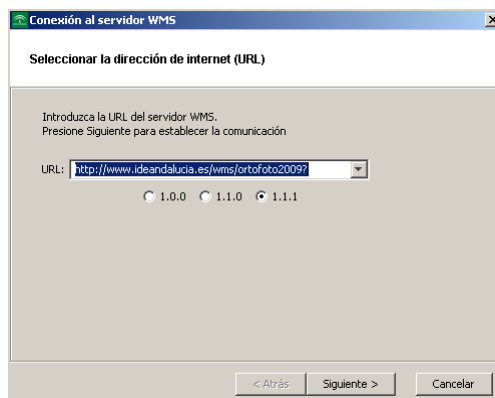 Conexión al servidor WMS
Seleccionar la dirección de internet (URL)
Introduzca la URL del servidor WMS.
Presione Siguiente para establecer la comunicación
URL: http://www.ideandalucia.es/wms/ortofoto2009?
1.0.0 1.1.0 1.1.1
< Atrás Siguiente > Cancelar